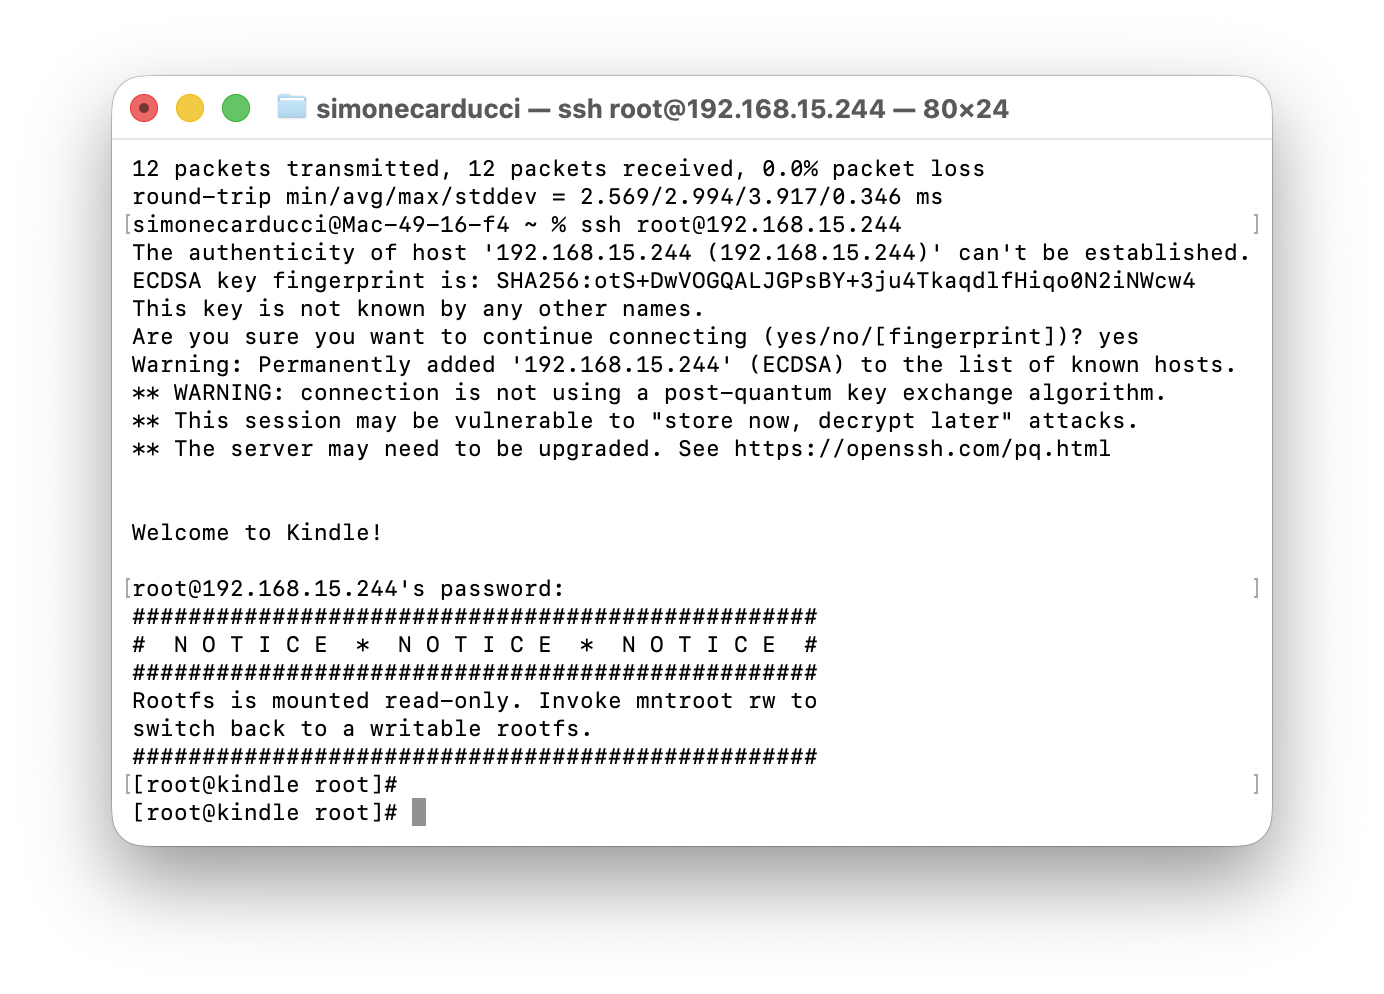 simonecarducci — ssh root@192.168.15.244 — 80×24
12 packets transmitted, 12 packets received, 0.0% packet loss
round-trip min/avg/max/stddev = 2.569/2.994/3.917/0.346 ms
[simonecarducci@Mac-49-16-f4 ~ % ssh root@192.168.15.244 ]
The authenticity of host '192.168.15.244 (192.168.15.244)' can't be established.
ECDSA key fingerprint is: SHA256:otS+DwVOGQALJGPsBY+3ju4TkaqdlfHiqo0N2iNWcw4
This key is not known by any other names.
Are you sure you want to continue connecting (yes/no/[fingerprint])? yes
Warning: Permanently added '192.168.15.244' (ECDSA) to the list of known hosts.
** WARNING: connection is not using a post-quantum key exchange algorithm.
** This session may be vulnerable to "store now, decrypt later" attacks.
** The server may need to be upgraded. See https://openssh.com/pq.html
Welcome to Kindle!
[root@192.168.15.244's password: ]
#################################################
#  N O T I C E  *  N O T I C E  *  N O T I C E  #
#################################################
Rootfs is mounted read-only. Invoke mntroot rw to
switch back to a writable rootfs.
#################################################
[[root@kindle root]# ]
[root@kindle root]#